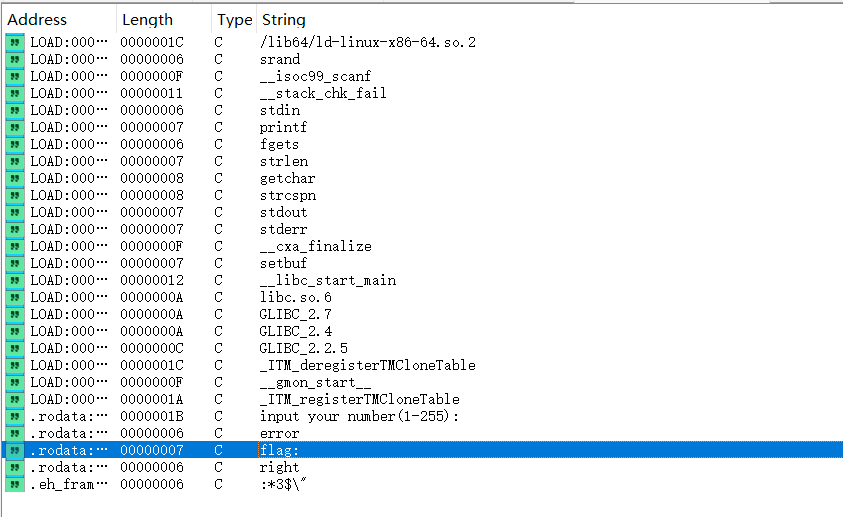 Address Length Type String
LOAD:000··· 0000001C C /lib64/ld-linux-x86-64.so.2
LOAD:000··· 00000006 C srand
LOAD:000··· 0000000F C __isoc99_scanf
LOAD:000··· 00000011 C __stack_chk_fail
LOAD:000··· 00000006 C stdin
LOAD:000··· 00000007 C printf
LOAD:000··· 00000006 C fgets
LOAD:000··· 00000007 C strlen
LOAD:000··· 00000008 C getchar
LOAD:000··· 00000008 C strcspn
LOAD:000··· 00000007 C stdout
LOAD:000··· 00000007 C stderr
LOAD:000··· 0000000F C __cxa_finalize
LOAD:000··· 00000007 C setbuf
LOAD:000··· 00000012 C __libc_start_main
LOAD:000··· 0000000A C libc.so.6
LOAD:000··· 0000000A C GLIBC_2.7
LOAD:000··· 0000000A C GLIBC_2.4
LOAD:000··· 0000000C C GLIBC_2.2.5
LOAD:000··· 0000001C C _ITM_deregisterTMCloneTable
LOAD:000··· 0000000F C __gmon_start__
LOAD:000··· 0000001A C _ITM_registerTMCloneTable
.rodata:··· 0000001B C input your number(1-255):
.rodata:··· 00000006 C error
.rodata:··· 00000007 C flag:
.rodata:··· 00000006 C right
.eh_fram··· 00000006 C :*3$\"